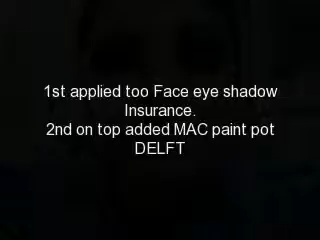 1st applied too Face eye shadow
Insurance.
2nd on top added MAC paint pot
DELFT